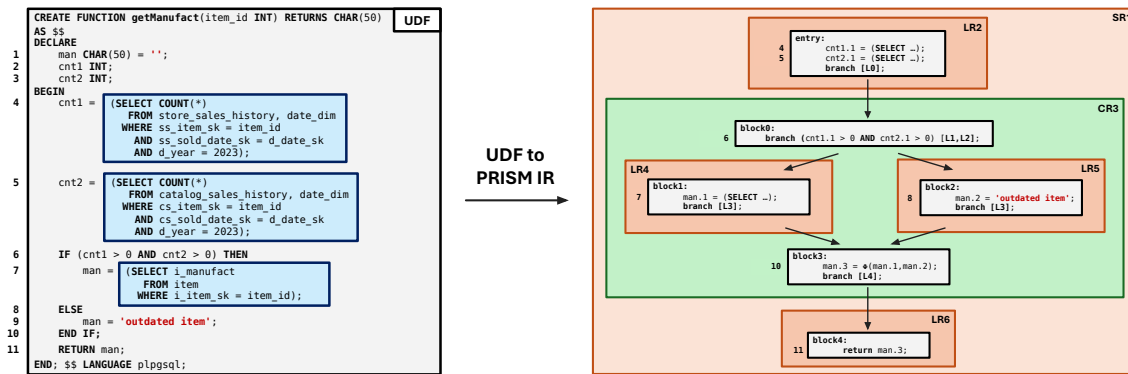 CREATE FUNCTION getManufact(item_id INT) RETURNS CHAR(50)
UDF
AS $$
DECLARE
1 man CHAR(50) = '';
2 cnt1 INT;
3 cnt2 INT;
BEGIN
4 cnt1 = (SELECT COUNT(*)
FROM store_sales_history, date_dim
WHERE ss_item_sk = item_id
AND ss_sold_date_sk = d_date_sk
AND d_year = 2023);
5 cnt2 = (SELECT COUNT(*)
FROM catalog_sales_history, date_dim
WHERE cs_item_sk = item_id
AND cs_sold_date_sk = d_date_sk
AND d_year = 2023);
6 IF (cnt1 > 0 AND cnt2 > 0) THEN
7 man = (SELECT i_manufact
FROM item
WHERE i_item_sk = item_id);
8 ELSE
9 man = 'outdated item';
10 END IF;
11 RETURN man;
END; $$ LANGUAGE plpgsql;
UDF to
PRISM IR
SR1
LR2
entry:
4 cnt1.1 = (SELECT …);
5 cnt2.1 = (SELECT …);
branch [L0];
CR3
block0:
6 branch (cnt1.1 > 0 AND cnt2.1 > 0) [L1,L2];
LR4
block1:
7 man.1 = (SELECT …);
branch [L3];
LR5
block2:
8 man.2 = 'outdated item';
branch [L3];
block3:
10 man.3 = Φ(man.1,man.2);
branch [L4];
LR6
block4:
11 return man.3;